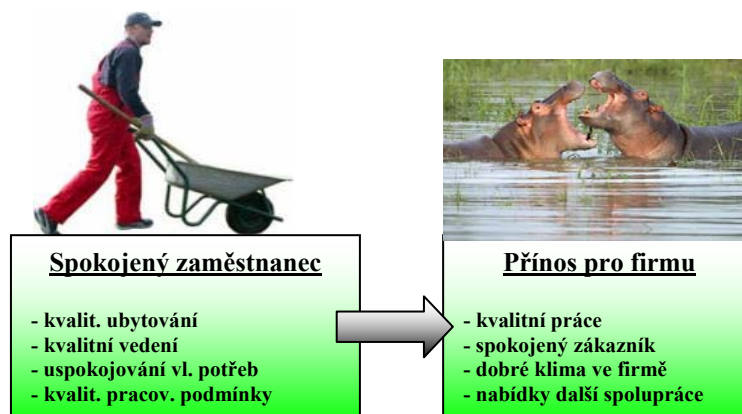 Spokojený zaměstnanec
- kvalit. ubytování
- kvalitní vedení
- uspokojování vl. potřeb
- kvalit. pracov. podmínky
Přínos pro firmu
- kvalitní práce
- spokojený zákazník
- dobré klima ve firmě
- nabídky další spolupráce